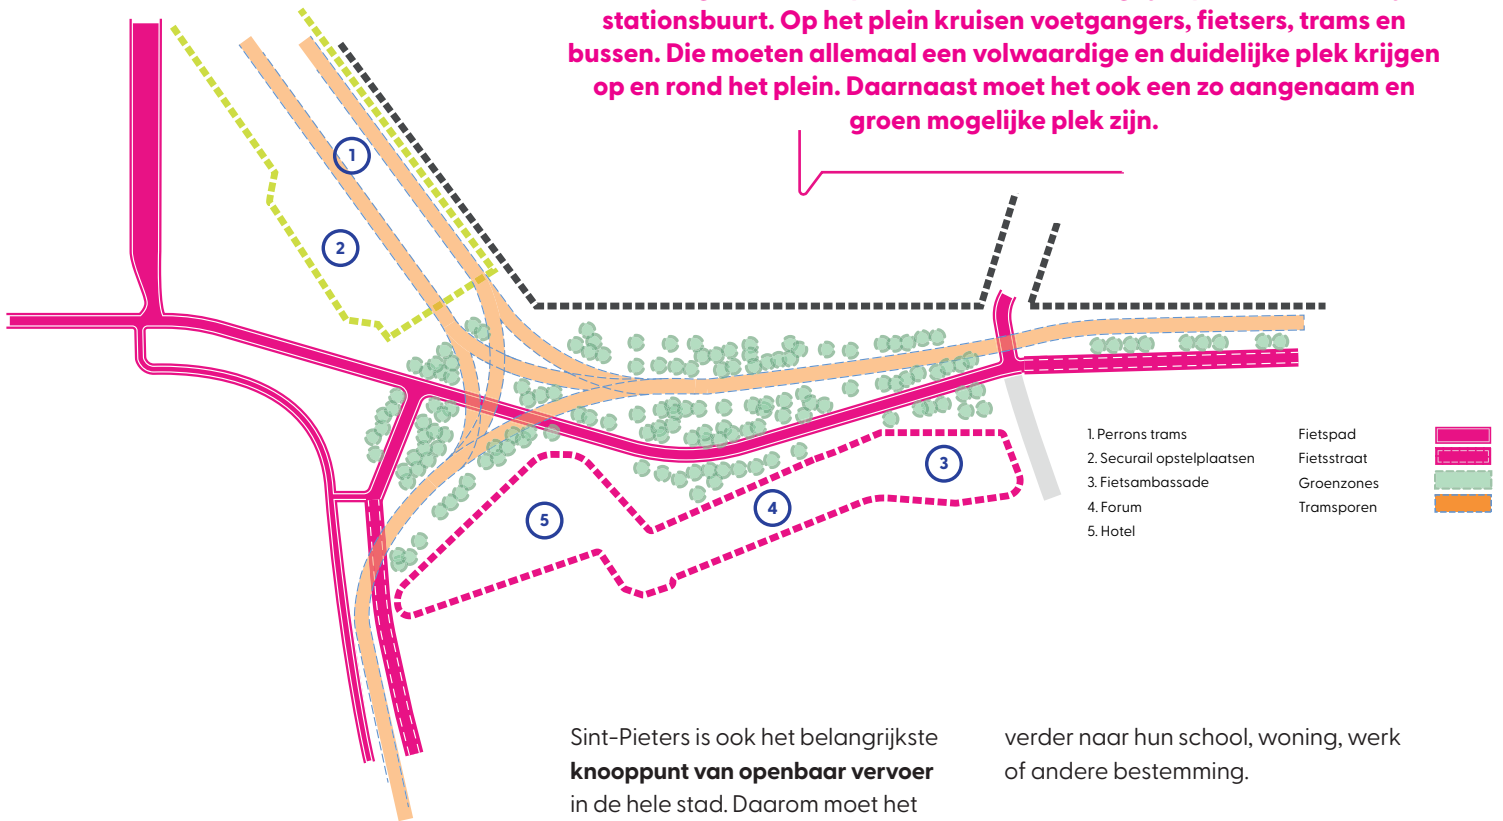 stationsbuurt. Op het plein kruisen voetgangers, fietsers, trams en
bussen. Die moeten allemaal een volwaardige en duidelijke plek krijgen
op en rond het plein. Daarnaast moet het ook een zo aangenaam en
groen mogelijke plek zijn.
1
2
3
4
5
1. Perrons trams
2. Securail opstelplaatsen
3. Fietsambassade
4. Forum
5. Hotel
Fietspad
Fietsstraat
Groenzones
Tramsporen
Sint-Pieters is ook het belangrijkste
knooppunt van openbaar vervoer
in de hele stad. Daarom moet het
verder naar hun school, woning, werk
of andere bestemming.